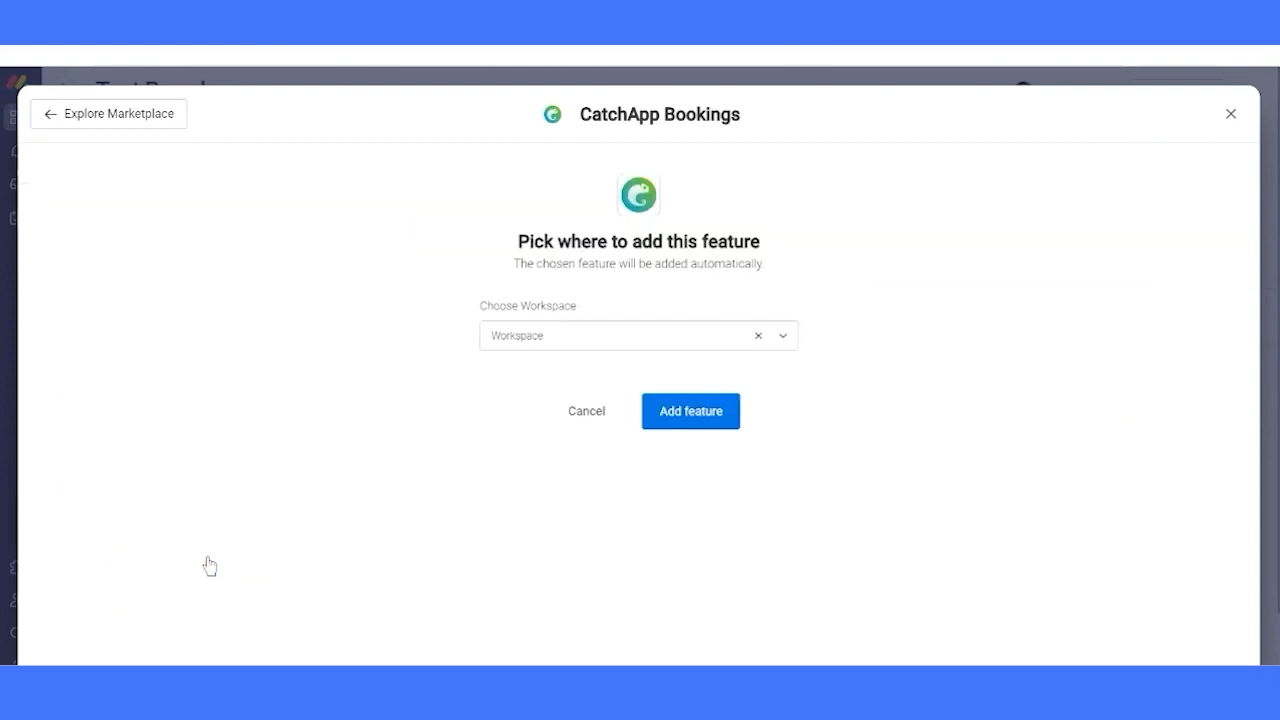 Explore Marketplace
CatchApp Bookings
Pick where to add this feature
The chosen feature will be added automatically.
Choose Workspace
Workspace
Cancel
Add feature